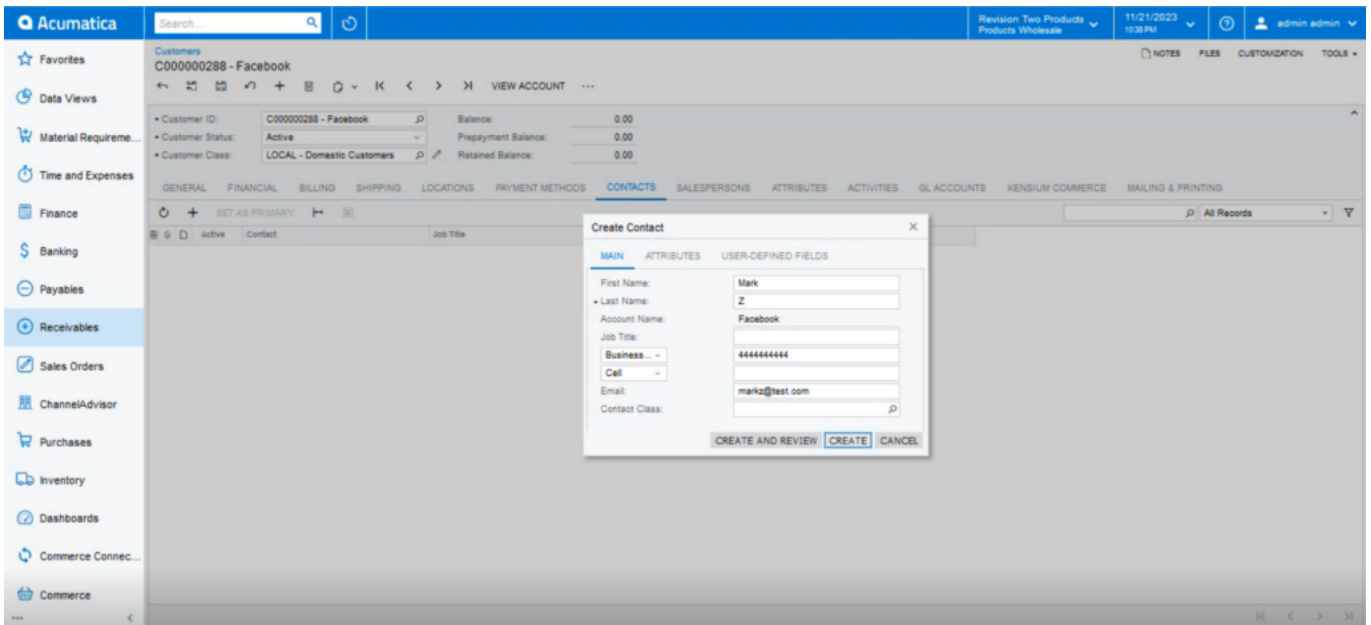 Acumatica
Search...
Revision Two Products
Products Wholesale
11/21/2023
10:38 PM
admin admin
Favorites
Data Views
Material Requireme...
Time and Expenses
Finance
Banking
Payables
Receivables
Sales Orders
ChannelAdvisor
Purchases
Inventory
Dashboards
Commerce Connec...
Commerce
Customers
C000000288 - Facebook
NOTES FILES CUSTOMIZATION TOOLS
VIEW ACCOUNT
Customer ID: C000000288 - Facebook Balance: 0.00
Customer Status: Active Prepayment Balance: 0.00
Customer Class: LOCAL - Domestic Customers Retained Balance: 0.00
GENERAL FINANCIAL BILLING SHIPPING LOCATIONS PAYMENT METHODS CONTACTS SALESPERSONS ATTRIBUTES ACTIVITIES GL ACCOUNTS KENSIUM COMMERCE MAILING & PRINTING
SET AS PRIMARY All Records
Active Contact Job Title
Create Contact
MAIN ATTRIBUTES USER-DEFINED FIELDS
First Name: Mark
Last Name: Z
Account Name: Facebook
Job Title:
Business... 4444444444
Cell
Email: markz@test.com
Contact Class:
CREATE AND REVIEW CREATE CANCEL